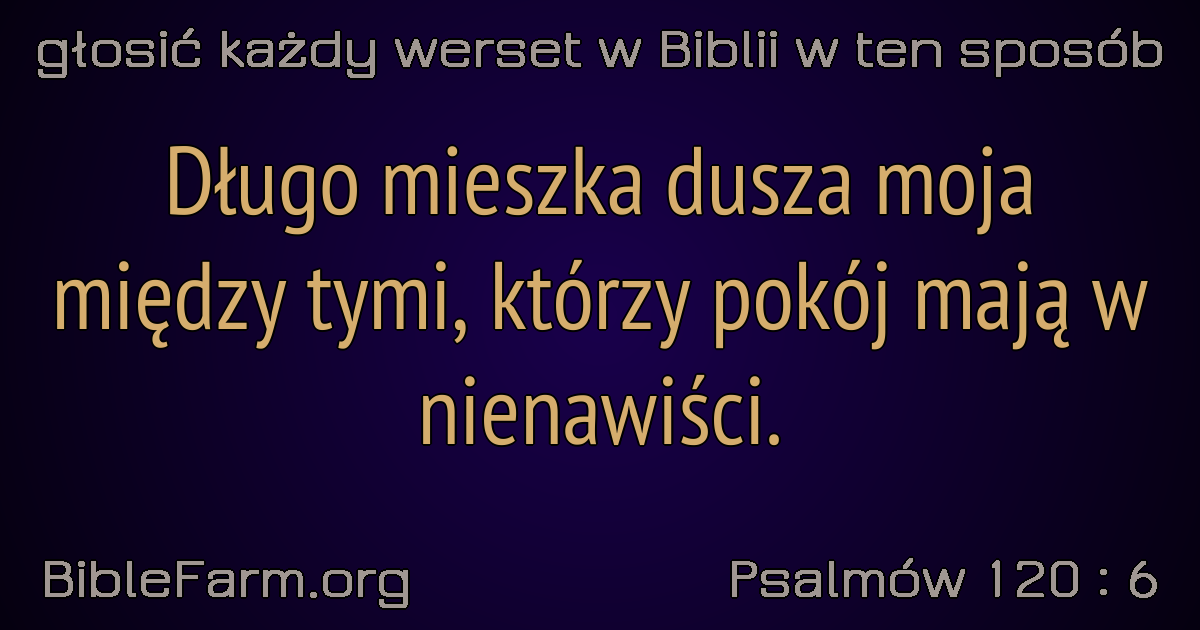 głosić każdy werset w Biblii w ten sposób
Długo mieszka dusza moja
między tymi, którzy pokój mają w
nienawiści.
BibleFarm.org
Psalmów 120 : 6